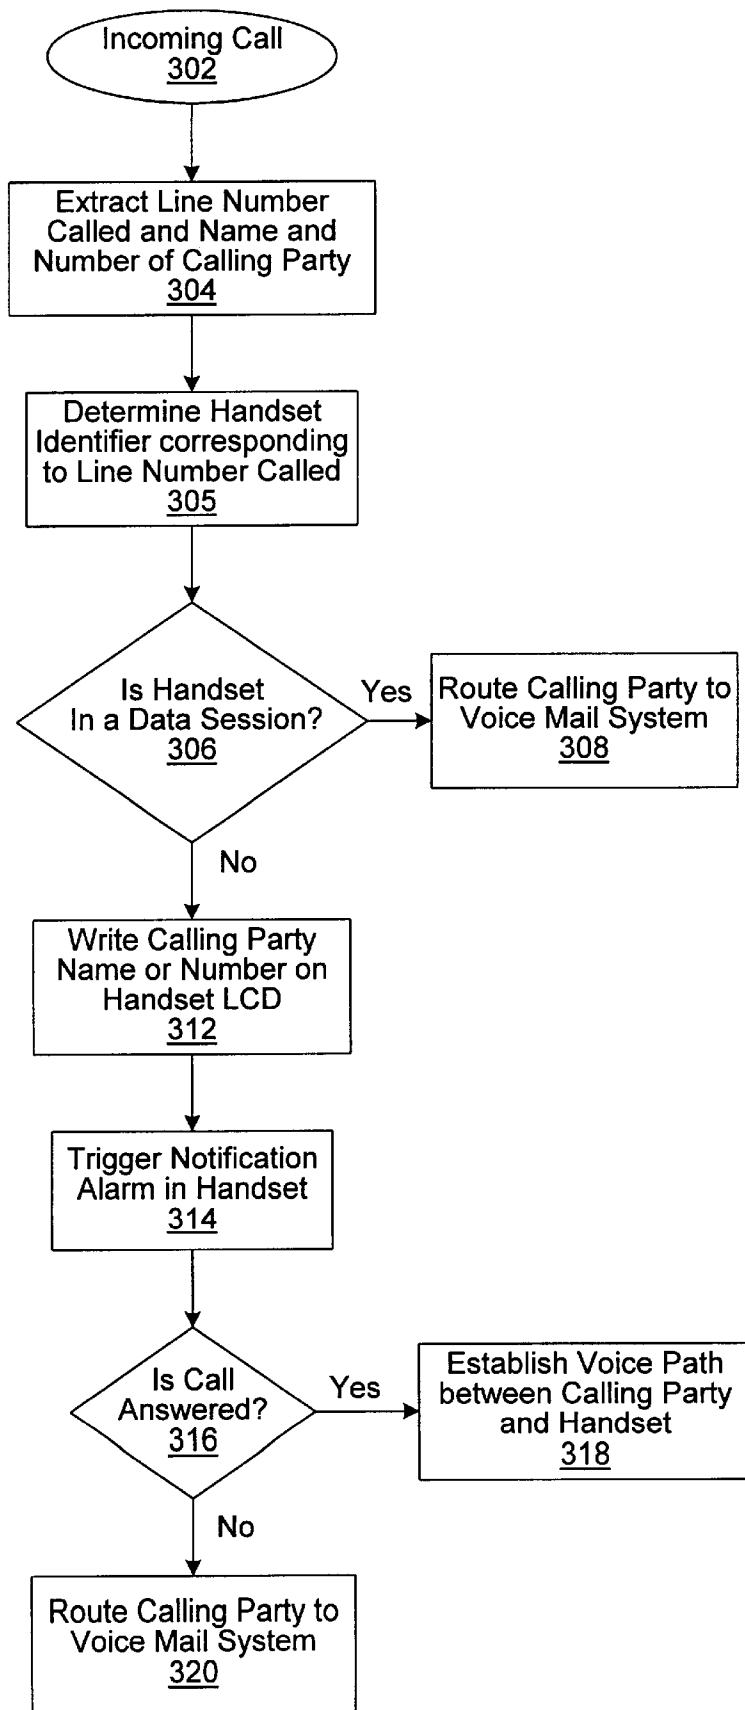 Incoming Call
302
Extract Line Number
Called and Name and
Number of Calling Party
304
Determine Handset
Identifier corresponding
to Line Number Called
305
Is Handset
In a Data Session?
306
Yes
Route Calling Party to
Voice Mail System
308
No
Write Calling Party
Name or Number on
Handset LCD
312
Trigger Notification
Alarm in Handset
314
Is Call
Answered?
316
Yes
Establish Voice Path
between Calling Party
and Handset
318
No
Route Calling Party to
Voice Mail System
320